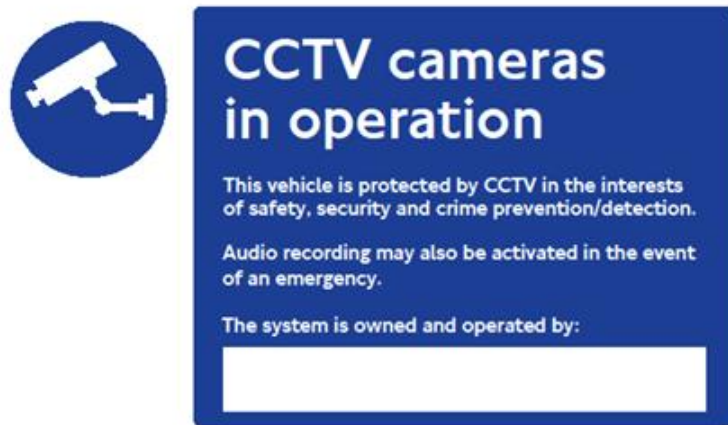 CCTV cameras
in operation
This vehicle is protected by CCTV in the interests
of safety, security and crime prevention/detection.
Audio recording may also be activated in the event
of an emergency.
The system is owned and operated by: